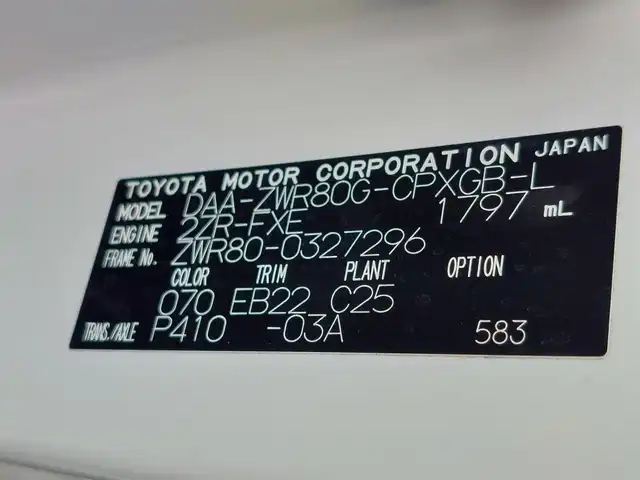 TOYOTA MOTOR CORPORATION JAPAN
MODEL DAA-ZWR80G-CPXGB-L
ENGINE 2ZR-FXE 1797 mL
FRAME No. ZWR80-0327296
COLOR TRIM PLANT OPTION
070 EB22 C25
TRANS./AXLE P410 -03A 583